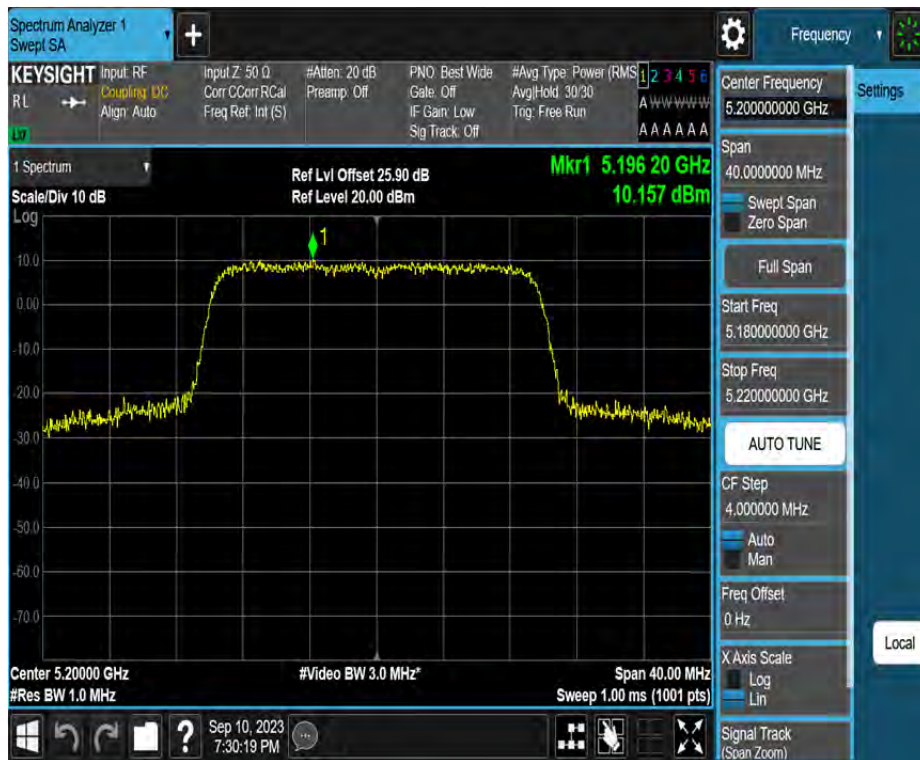 Spectrum Analyzer 1
Swept SA
+
Frequency
KEYSIGHT
RL
LXI
Input: RF
Coupling: DC
Align: Auto
Input Z: 50 Ω
Corr CCorr RCal
Freq Ref: Int (S)
#Atten: 20 dB
Preamp: Off
PNO: Best Wide
Gate: Off
IF Gain: Low
Sig Track: Off
#Avg Type: Power (RMS
Avg|Hold: 30/30
Trig: Free Run
1 2 3 4 5 6
A W W W W W
A A A A A A
1 Spectrum
Scale/Div 10 dB
Log
Ref Lvl Offset 25.90 dB
Ref Level 20.00 dBm
Mkr1 5.196 20 GHz
10.157 dBm
1
10.0
0.00
-10.0
-20.0
-30.0
-40.0
-50.0
-60.0
-70.0
Center 5.20000 GHz
#Res BW 1.0 MHz
#Video BW 3.0 MHz*
Span 40.00 MHz
Sweep 1.00 ms (1001 pts)
Center Frequency
5.200000000 GHz
Settings
Span
40.0000000 MHz
Swept Span
Zero Span
Full Span
Start Freq
5.180000000 GHz
Stop Freq
5.220000000 GHz
AUTO TUNE
CF Step
4.000000 MHz
Auto
Man
Freq Offset
0 Hz
X Axis Scale
Log
Lin
Local
Signal Track
(Span Zoom)
?
Sep 10, 2023
7:30:19 PM